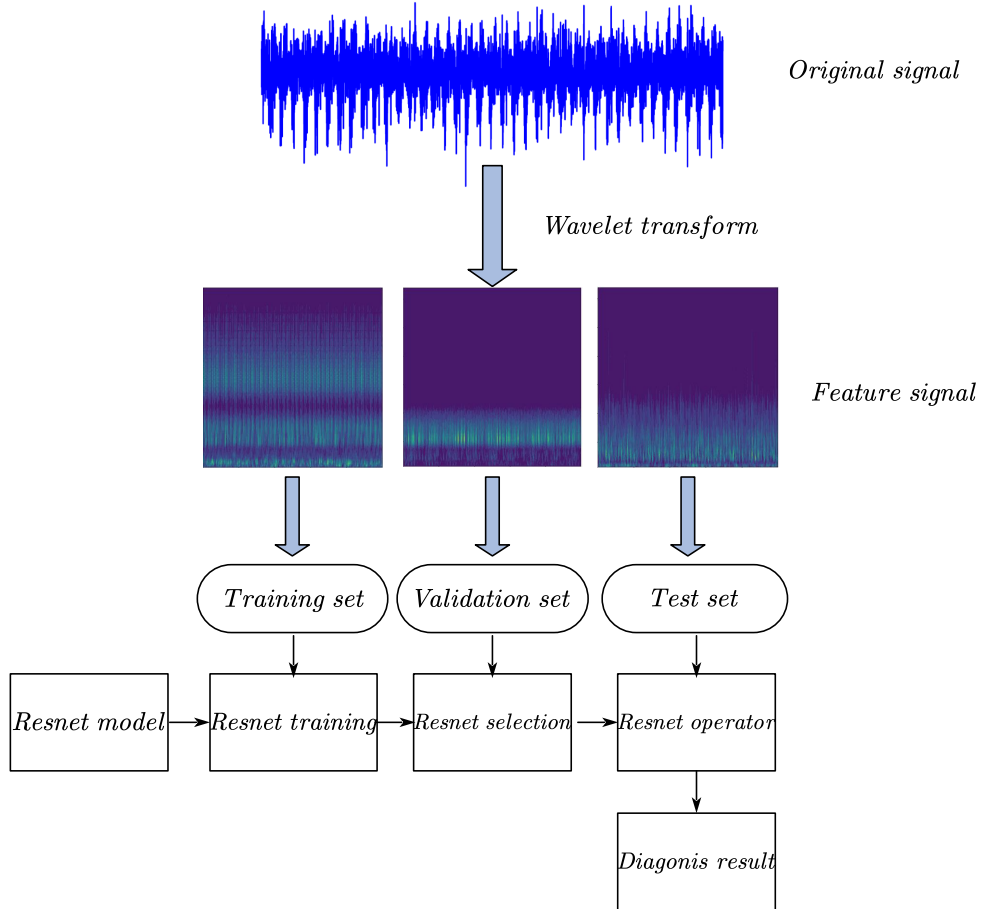 Original signal
Wavelet transform
Feature signal
Training set
Validation set
Test set
Resnet model
Resnet training
Resnet selection
Resnet operator
Diagonis result